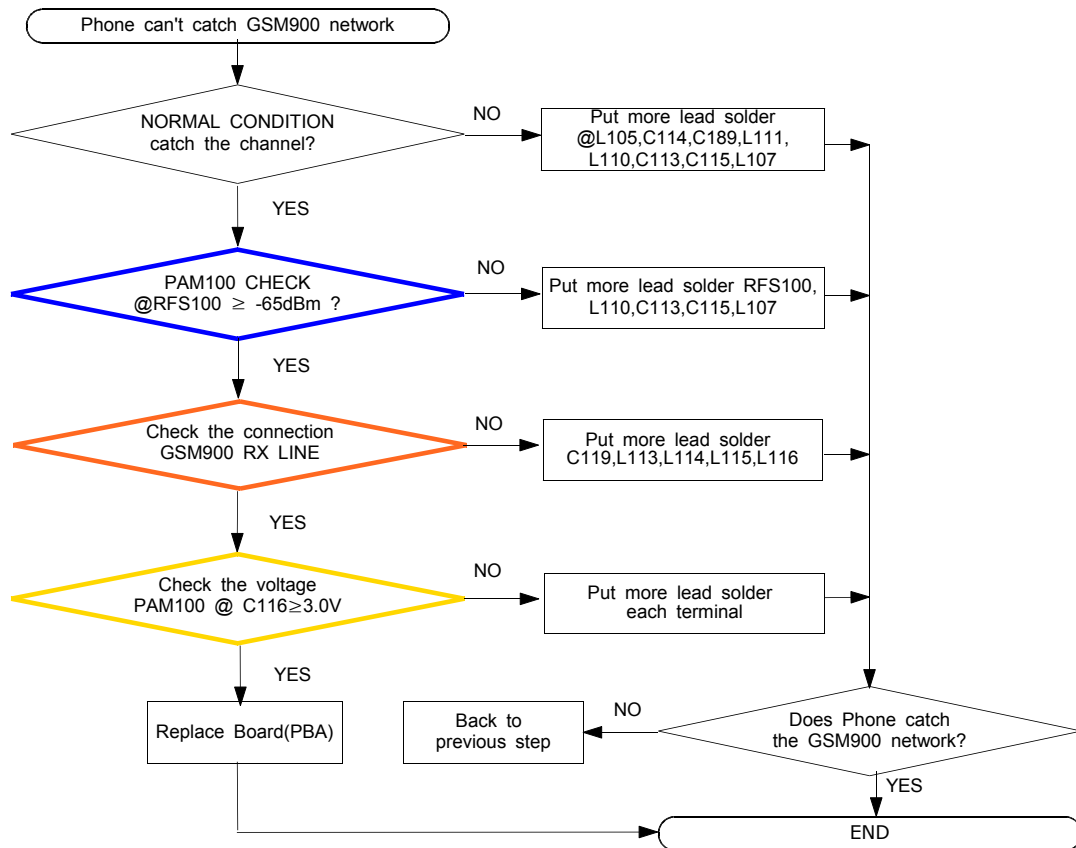 Phone can't catch GSM900 network
NORMAL CONDITION
catch the channel?
NO
Put more lead solder
@L105,C114,C189,L111,
L110,C113,C115,L107
YES
PAM100 CHECK
@RFS100 ≥ -65dBm ?
NO
Put more lead solder RFS100,
L110,C113,C115,L107
YES
Check the connection
GSM900 RX LINE
NO
Put more lead solder
C119,L113,L114,L115,L116
YES
Check the voltage
PAM100 @ C116≥3.0V
NO
Put more lead solder
each terminal
YES
Replace Board(PBA)
Back to
previous step
NO
Does Phone catch
the GSM900 network?
YES
END